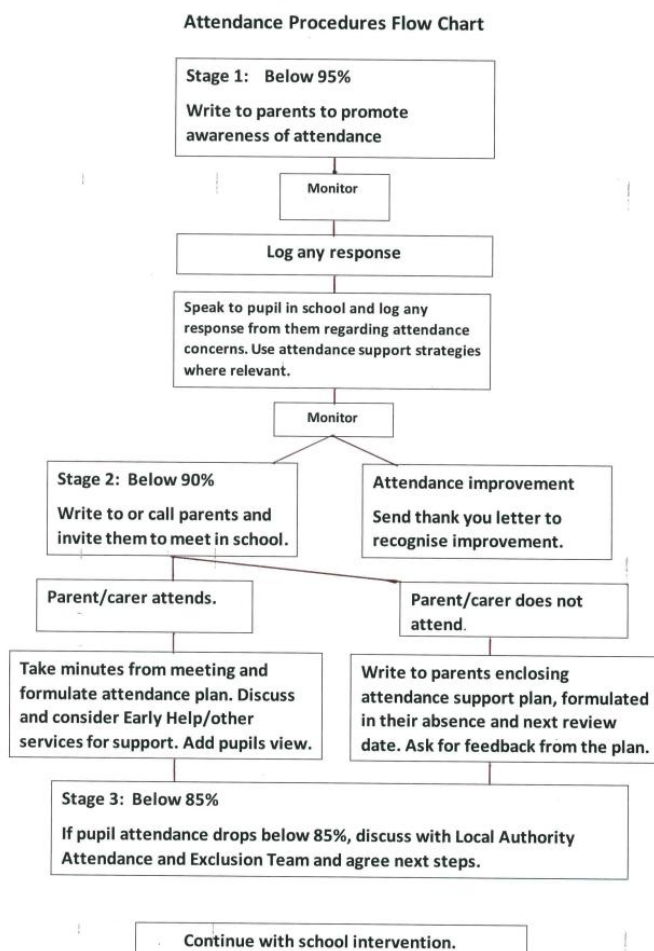 Attendance Procedures Flow Chart
Stage 1: Below 95%
Write to parents to promote
awareness of attendance
Monitor
Log any response
Speak to pupil in school and log any
response from them regarding attendance
concerns. Use attendance support strategies
where relevant.
Monitor
Stage 2: Below 90%
Write to or call parents and
invite them to meet in school.
Attendance improvement
Send thank you letter to
recognise improvement.
Parent/carer attends.
Parent/carer does not
attend.
Take minutes from meeting and
formulate attendance plan. Discuss
and consider Early Help/other
services for support. Add pupils view.
Write to parents enclosing
attendance support plan, formulated
in their absence and next review
date. Ask for feedback from the plan.
Stage 3: Below 85%
If pupil attendance drops below 85%, discuss with Local Authority
Attendance and Exclusion Team and agree next steps.
Continue with school intervention.